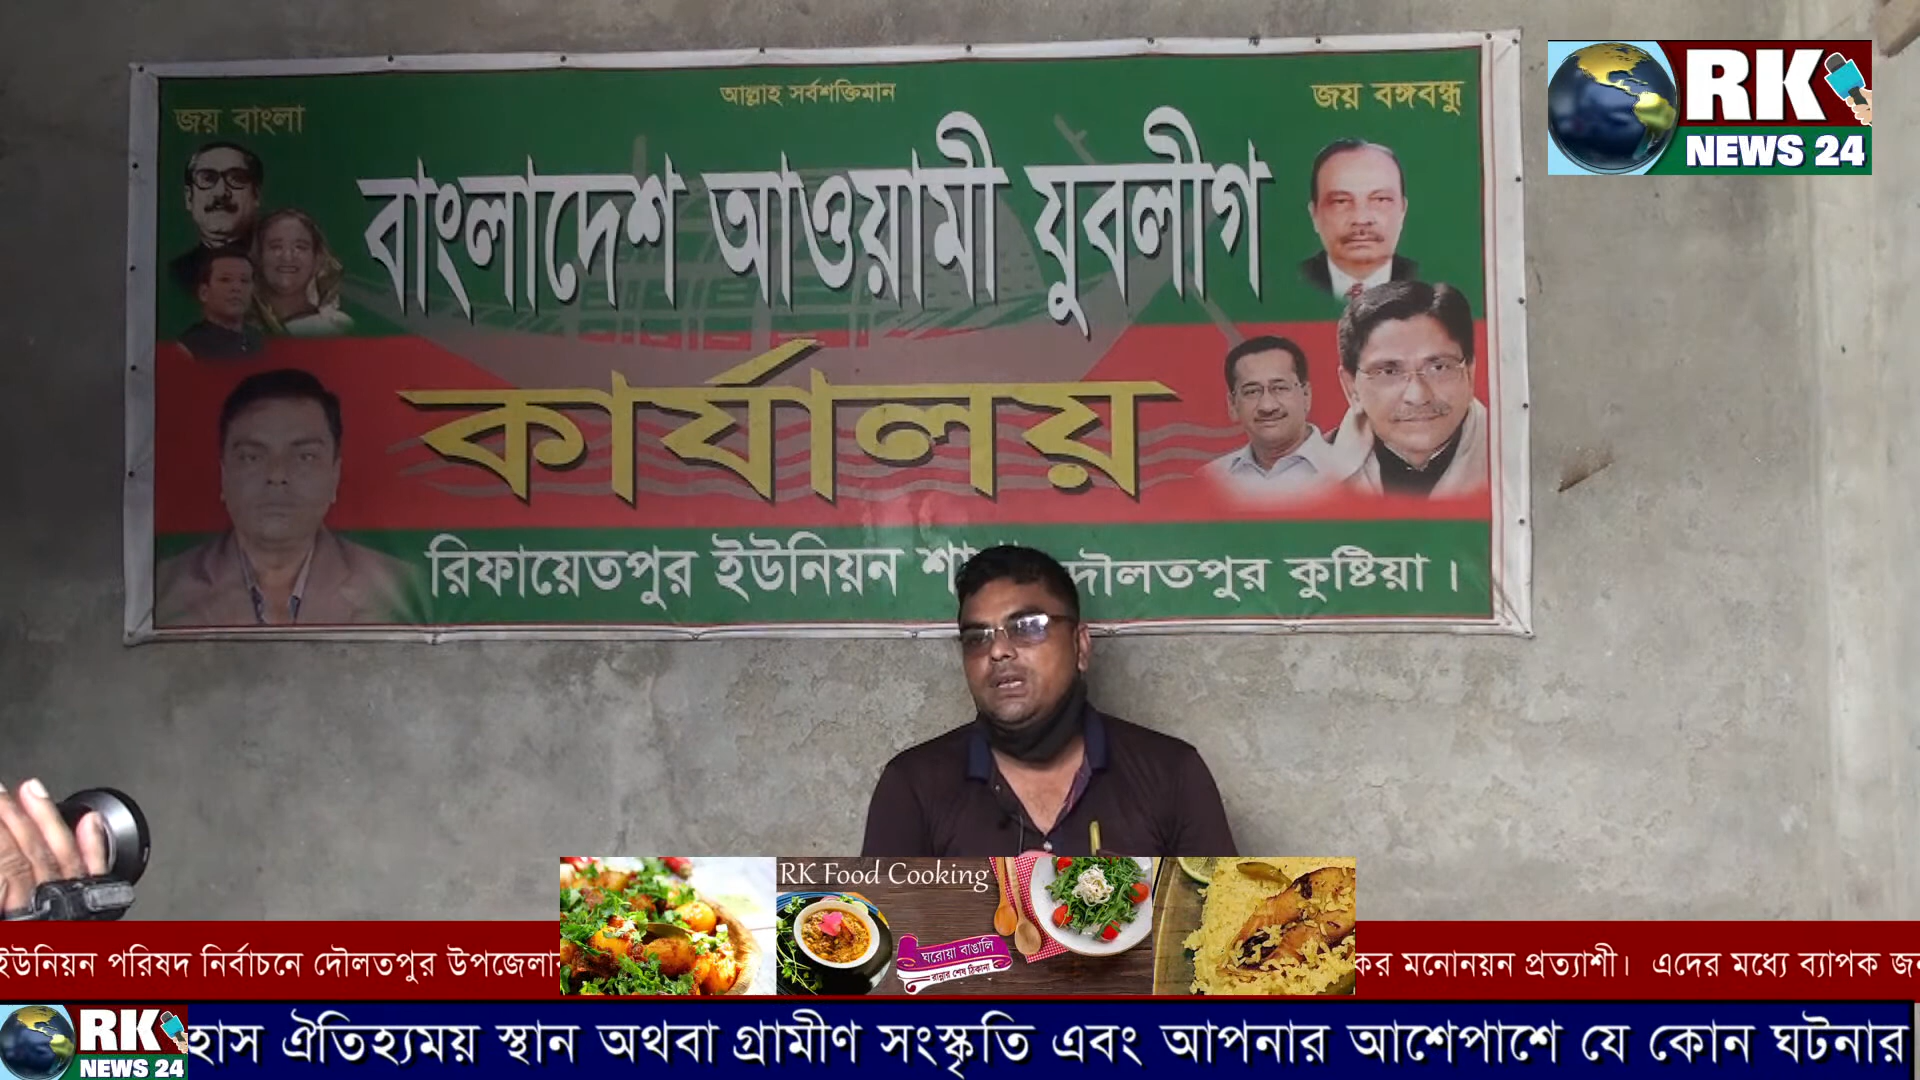 আল্লাহ সর্বশক্তিমান
জয় বাংলা
জয় বঙ্গবন্ধু
RK
NEWS 24
বাংলাদেশ আওয়ামী যুবলীগ
কার্যালয়
রিফায়েতপুর ইউনিয়ন দৌলতপুর কুষ্টিয়া।
RK Food Cooking
ঘরোয়া বাঙালি
রান্নার শেষ ঠিকানা
ইউনিয়ন পরিষদ নির্বাচনে দৌলতপুর মনোনয়ন প্রত্যাশী। এদের মধ্যে ব্যাপক
RK
NEWS 24
ঐতিহ্যময় স্থান অথবা গ্রামীণ সংস্কৃতি এবং আপনার আশেপাশে যে কোন ঘটনার